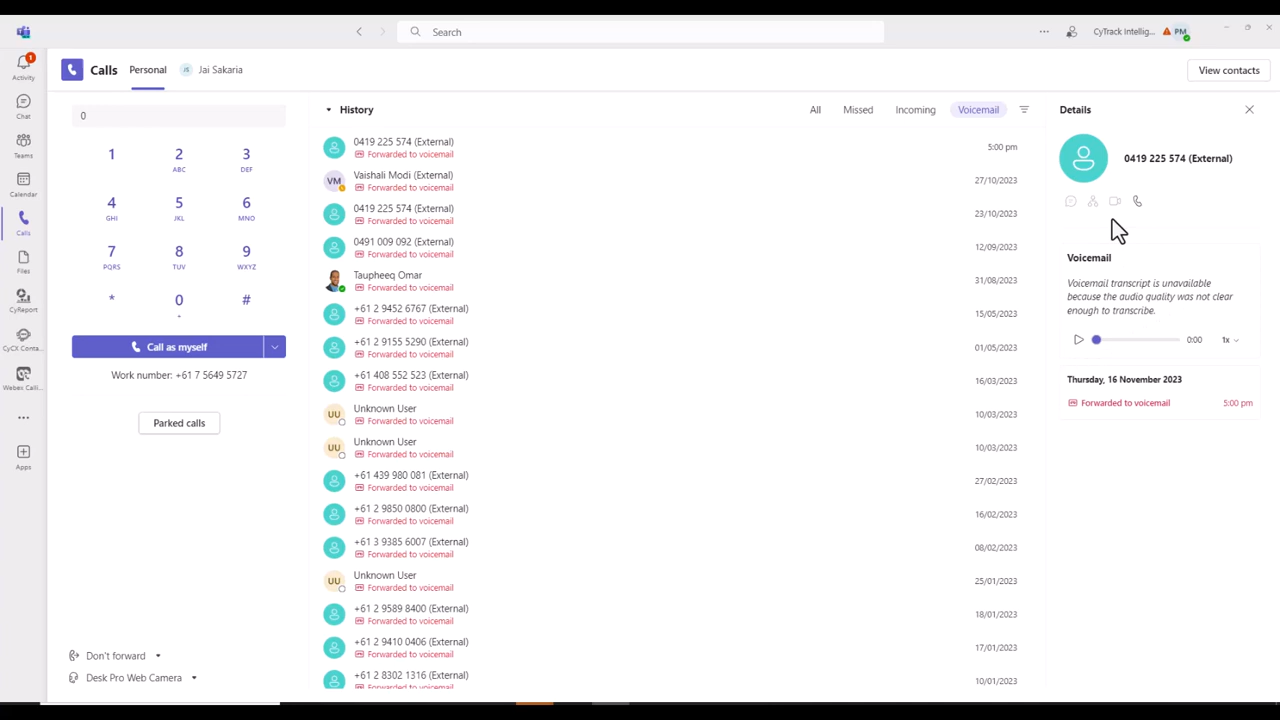 Search
CyTrack Intellig...
PM
1
Activity
Chat
Teams
Calendar
Calls
Files
CyReport
CyCX Conta...
Webex Calli...
Apps
Calls
Personal
JS
Jai Sakaria
View contacts
0
1
2
ABC
3
DEF
4
GHI
5
JKL
6
MNO
7
PQRS
8
TUV
9
WXYZ
*
0
+
#
Call as myself
Work number: +61 7 5649 5727
Parked calls
Don't forward
Desk Pro Web Camera
History
All
Missed
Incoming
Voicemail
0419 225 574 (External)
Forwarded to voicemail
5:00 pm
VM
Vaishali Modi (External)
Forwarded to voicemail
27/10/2023
0419 225 574 (External)
Forwarded to voicemail
23/10/2023
0491 009 092 (External)
Forwarded to voicemail
12/09/2023
Taupheeq Omar
Forwarded to voicemail
31/08/2023
+61 2 9452 6767 (External)
Forwarded to voicemail
15/05/2023
+61 2 9155 5290 (External)
Forwarded to voicemail
01/05/2023
+61 408 552 523 (External)
Forwarded to voicemail
16/03/2023
UU
Unknown User
Forwarded to voicemail
10/03/2023
UU
Unknown User
Forwarded to voicemail
10/03/2023
+61 439 980 081 (External)
Forwarded to voicemail
27/02/2023
+61 2 9850 0800 (External)
Forwarded to voicemail
16/02/2023
+61 3 9385 6007 (External)
Forwarded to voicemail
08/02/2023
UU
Unknown User
Forwarded to voicemail
25/01/2023
+61 2 9589 8400 (External)
Forwarded to voicemail
18/01/2023
+61 2 9410 0406 (External)
Forwarded to voicemail
17/01/2023
+61 2 8302 1316 (External)
Forwarded to voicemail
10/01/2023
Details
0419 225 574 (External)
Voicemail
Voicemail transcript is unavailable
because the audio quality was not clear
enough to transcribe.
0:00
1x
Thursday, 16 November 2023
Forwarded to voicemail
5:00 pm